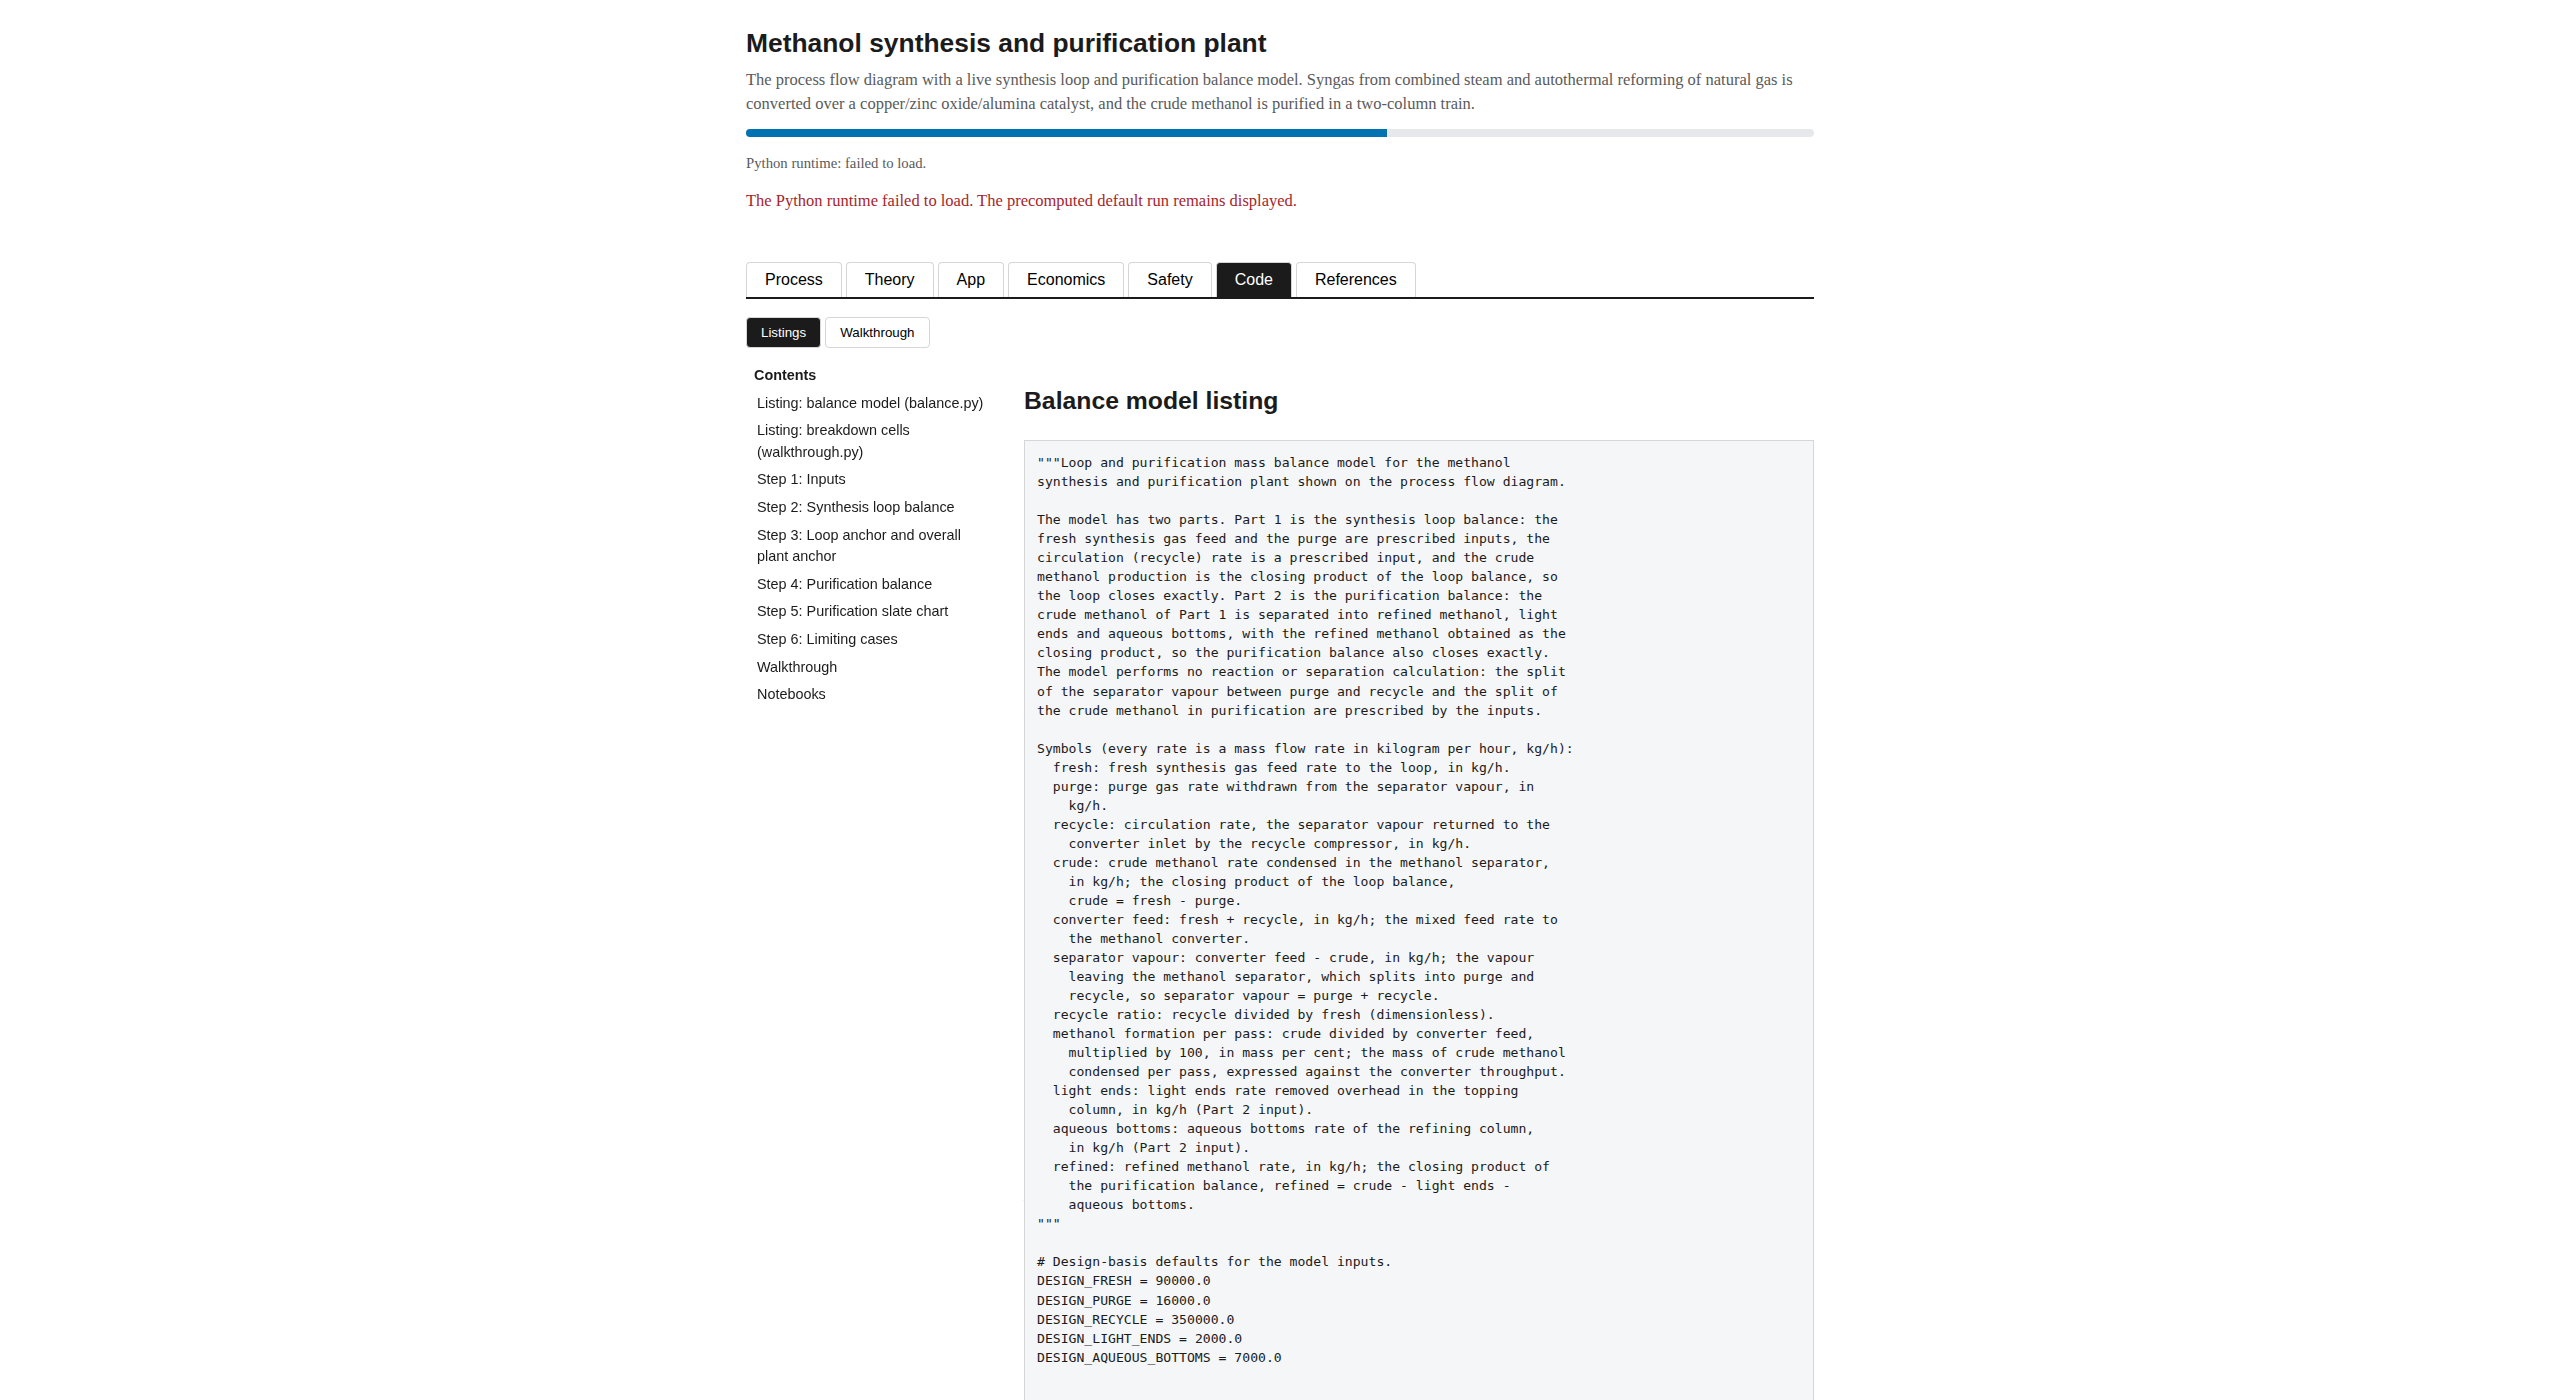 Methanol synthesis and purification plant
The process flow diagram with a live synthesis loop and purification balance model. Syngas from combined steam and autothermal reforming of natural gas is
converted over a copper/zinc oxide/alumina catalyst, and the crude methanol is purified in a two-column train.
Python runtime: failed to load.
The Python runtime failed to load. The precomputed default run remains displayed.
Process Theory App Economics Safety Code References
Listings Walkthrough
Contents
Listing: balance model (balance.py)
Listing: breakdown cells
(walkthrough.py)
Step 1: Inputs
Step 2: Synthesis loop balance
Step 3: Loop anchor and overall
plant anchor
Step 4: Purification balance
Step 5: Purification slate chart
Step 6: Limiting cases
Walkthrough
Notebooks
Balance model listing
"""Loop and purification mass balance model for the methanol
synthesis and purification plant shown on the process flow diagram.
The model has two parts. Part 1 is the synthesis loop balance: the
fresh synthesis gas feed and the purge are prescribed inputs, the
circulation (recycle) rate is a prescribed input, and the crude
methanol production is the closing product of the loop balance, so
the loop closes exactly. Part 2 is the purification balance: the
crude methanol of Part 1 is separated into refined methanol, light
ends and aqueous bottoms, with the refined methanol obtained as the
closing product, so the purification balance also closes exactly.
The model performs no reaction or separation calculation: the split
of the separator vapour between purge and recycle and the split of
the crude methanol in purification are prescribed by the inputs.
Symbols (every rate is a mass flow rate in kilogram per hour, kg/h):
fresh: fresh synthesis gas feed rate to the loop, in kg/h.
purge: purge gas rate withdrawn from the separator vapour, in
kg/h.
recycle: circulation rate, the separator vapour returned to the
converter inlet by the recycle compressor, in kg/h.
crude: crude methanol rate condensed in the methanol separator,
in kg/h; the closing product of the loop balance,
crude = fresh - purge.
converter feed: fresh + recycle, in kg/h; the mixed feed rate to
the methanol converter.
separator vapour: converter feed - crude, in kg/h; the vapour
leaving the methanol separator, which splits into purge and
recycle, so separator vapour = purge + recycle.
recycle ratio: recycle divided by fresh (dimensionless).
methanol formation per pass: crude divided by converter feed,
multiplied by 100, in mass per cent; the mass of crude methanol
condensed per pass, expressed against the converter throughput.
light ends: light ends rate removed overhead in the topping
column, in kg/h (Part 2 input).
aqueous bottoms: aqueous bottoms rate of the refining column,
in kg/h (Part 2 input).
refined: refined methanol rate, in kg/h; the closing product of
the purification balance, refined = crude - light ends -
aqueous bottoms.
"""
# Design-basis defaults for the model inputs.
DESIGN_FRESH = 90000.0
DESIGN_PURGE = 16000.0
DESIGN_RECYCLE = 350000.0
DESIGN_LIGHT_ENDS = 2000.0
DESIGN_AQUEOUS_BOTTOMS = 7000.0